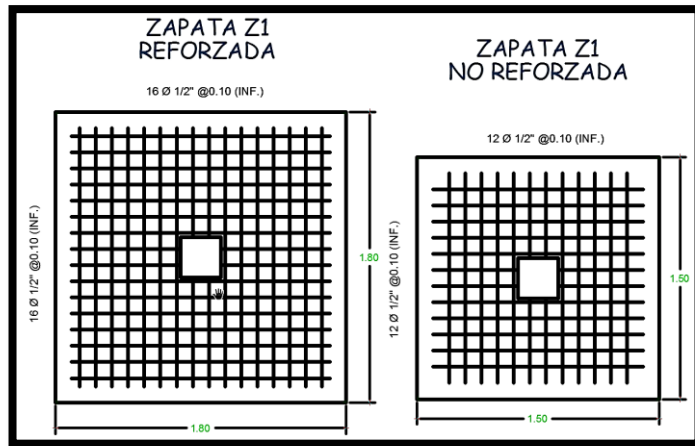 ZAPATA Z1
REFORZADA
16 Ø 1/2" @0.10 (INF.)
16 Ø 1/2" @0.10 (INF.)
1.80
1.80
ZAPATA Z1
NO REFORZADA
12 Ø 1/2" @0.10 (INF.)
12 Ø 1/2" @0.10 (INF.)
1.50
1.50